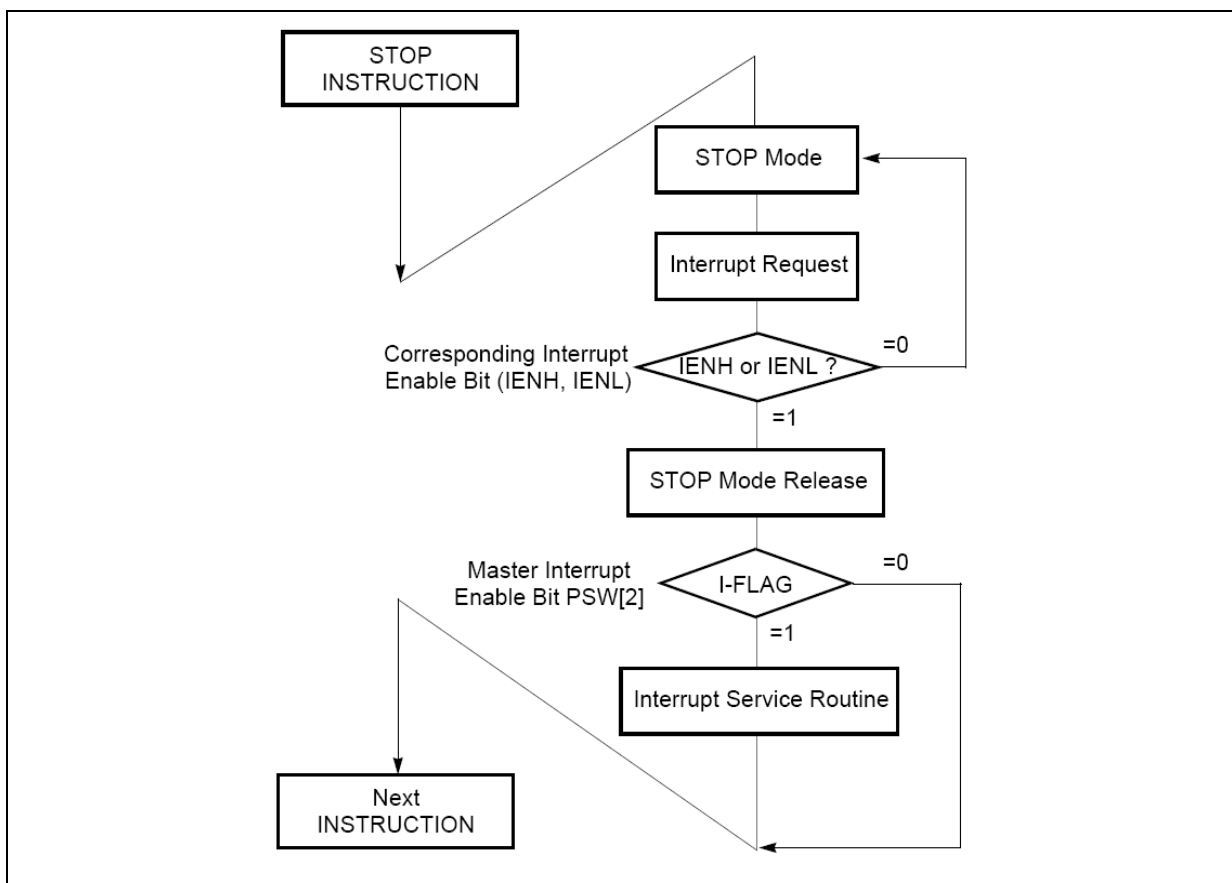 STOP
INSTRUCTION
STOP Mode
Interrupt Request
Corresponding Interrupt
Enable Bit (IENH, IENL)
IENH or IENL ?
=0
=1
STOP Mode Release
Master Interrupt
Enable Bit PSW[2]
I-FLAG
=0
=1
Interrupt Service Routine
Next
INSTRUCTION